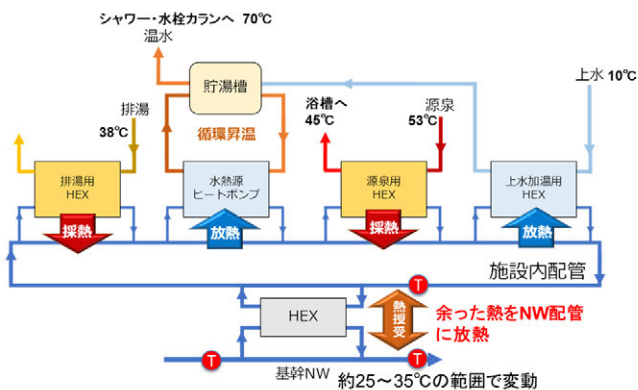 シャワー・水栓カランへ 70℃
温水
貯湯槽
上水 10℃
排湯
38℃
循環昇温
浴槽へ
45℃
源泉
53℃
排湯用
HEX
水熱源
ヒートポンプ
源泉用
HEX
上水加温用
HEX
採熱
放熱
採熱
放熱
施設内配管
T
HEX
熱授受
余った熱をNW配管
に放熱
T
T
基幹NW
約25~35℃の範囲で変動